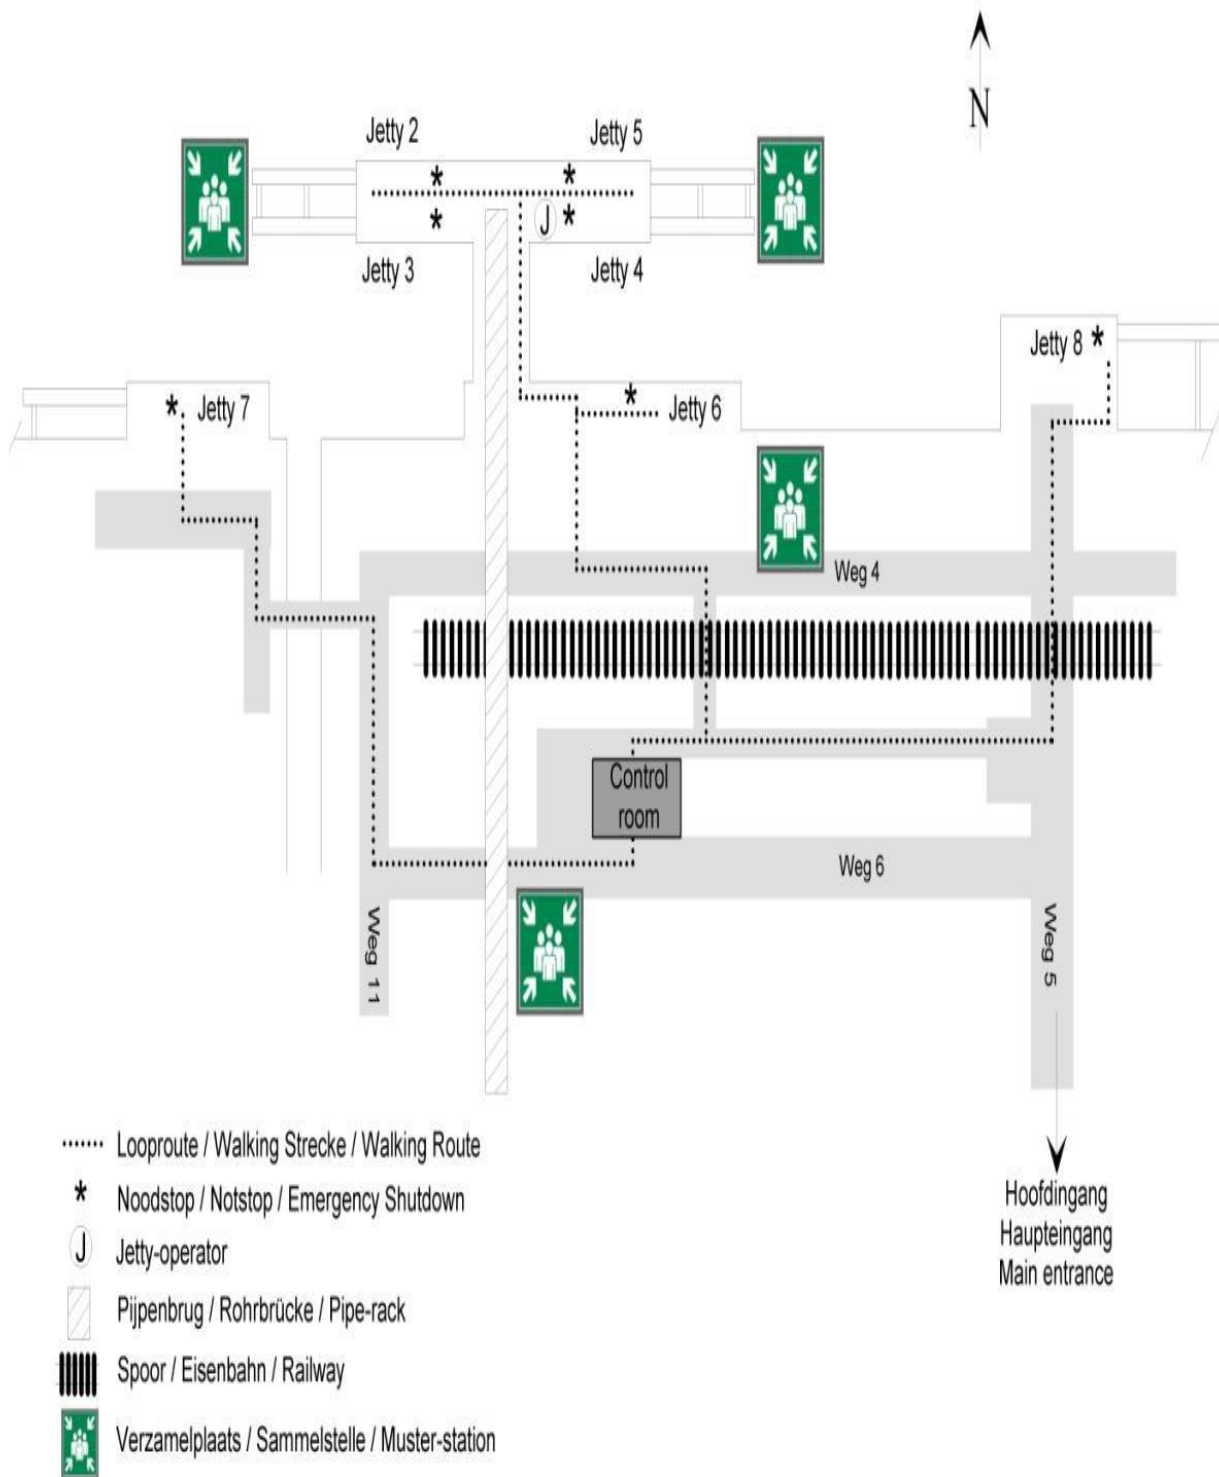 N
Jetty 2
Jetty 5
J
Jetty 3
Jetty 4
Jetty 8
Jetty 7
Jetty 6
Weg 4
Control
room
Weg 6
Weg 11
Weg 5
Looproute / Walking Strecke / Walking Route
Noodstop / Notstop / Emergency Shutdown
J Jetty-operator
Pijpenbrug / Rohrbrücke / Pipe-rack
Spoor / Eisenbahn / Railway
Verzamelplaats / Sammelstelle / Muster-station
Hoofdingang
Haupteingang
Main entrance